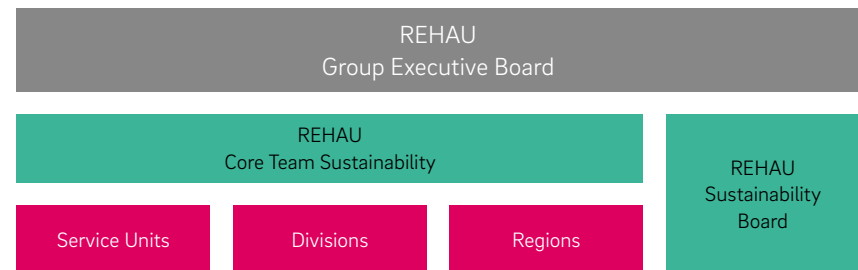 REHAU
Group Executive Board
REHAU
Core Team Sustainability
REHAU
Sustainability
Board
Service Units
Divisions
Regions